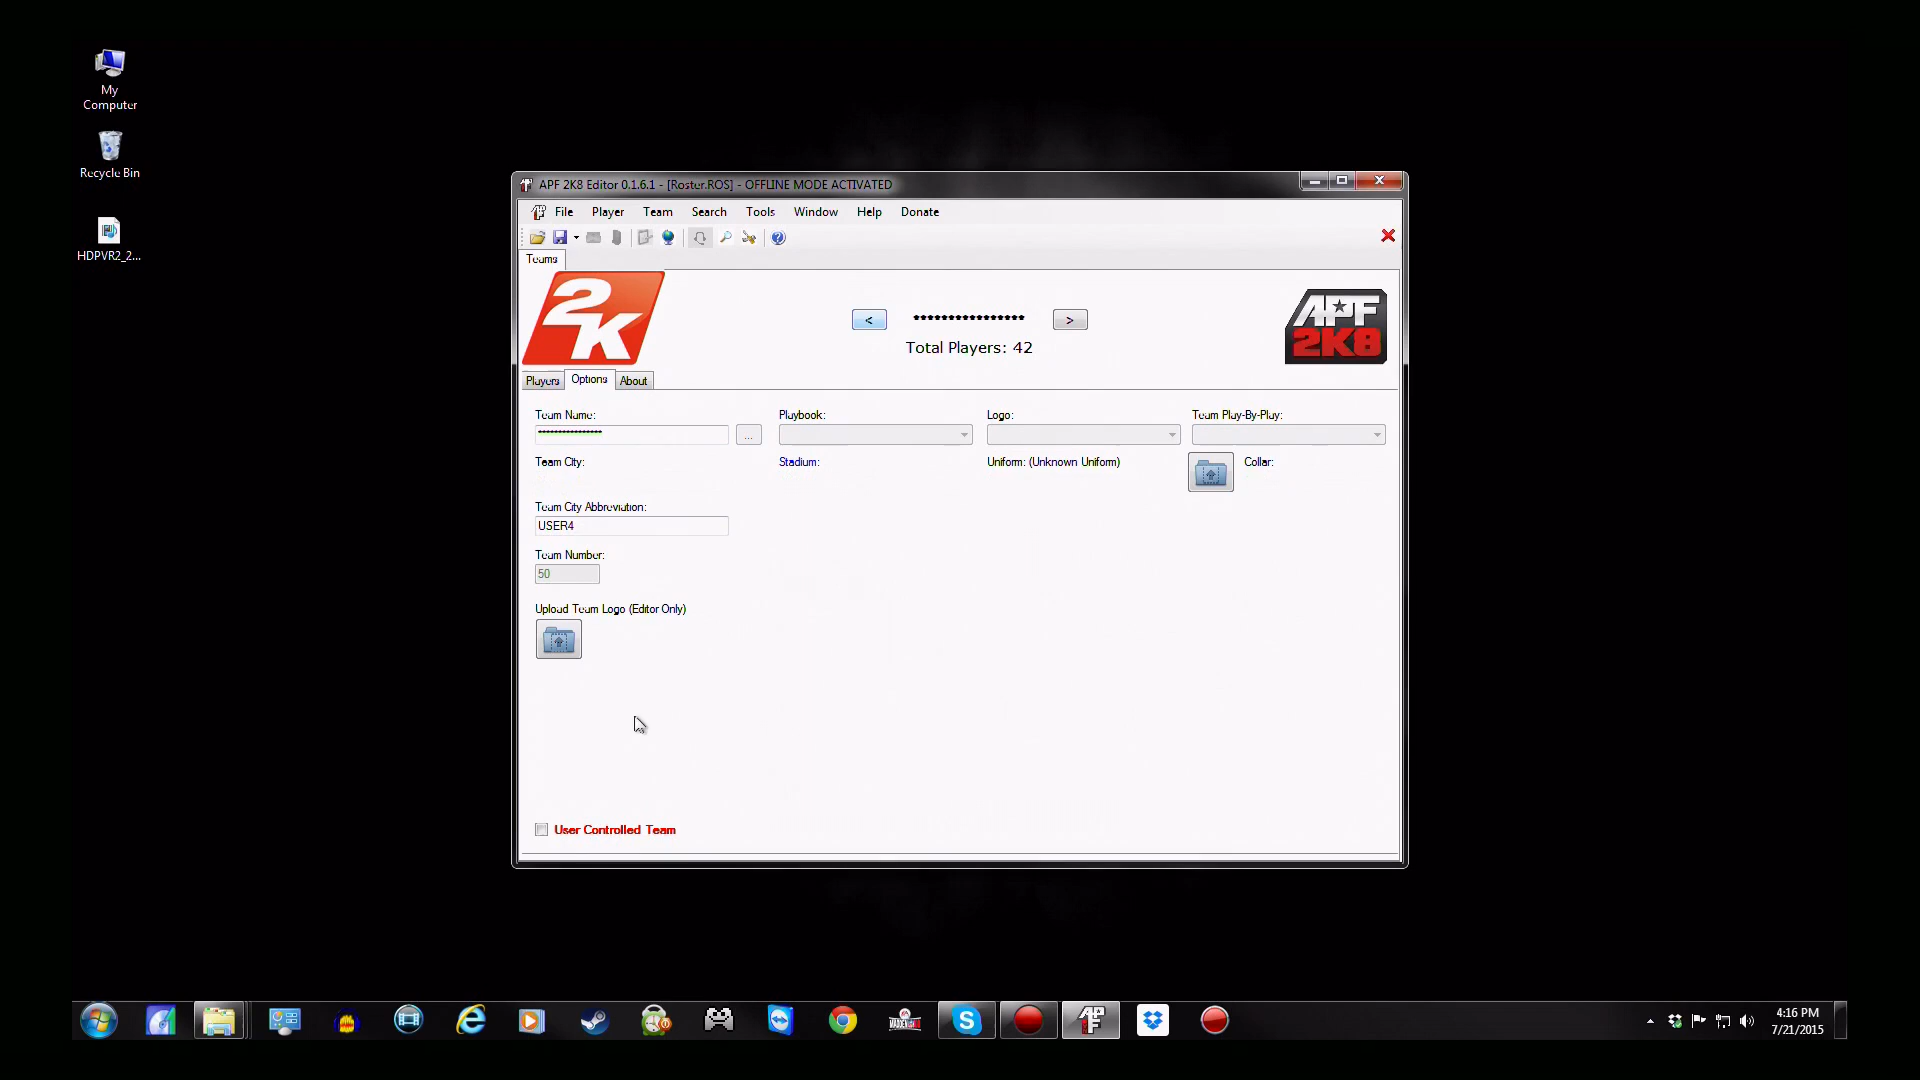 My
Computer
Recycle Bin
HDPVR2_2...
APF 2K8 Editor 0.1.6.1 - [Roster.ROS] - OFFLINE MODE ACTIVATED
File Player Team Search Tools Window Help Donate
Teams
2K
< **************** >
Total Players: 42
APF
2K8
Players Options About
Team Name: Playbook: Logo: Team Play-By-Play:
**************** ...
Team City: Stadium: Uniform: (Unknown Uniform) Collar:
Team City Abbreviation:
USER4
Team Number:
50
Upload Team Logo (Editor Only)
User Controlled Team
APF
MADDEN
4:16 PM
7/21/2015